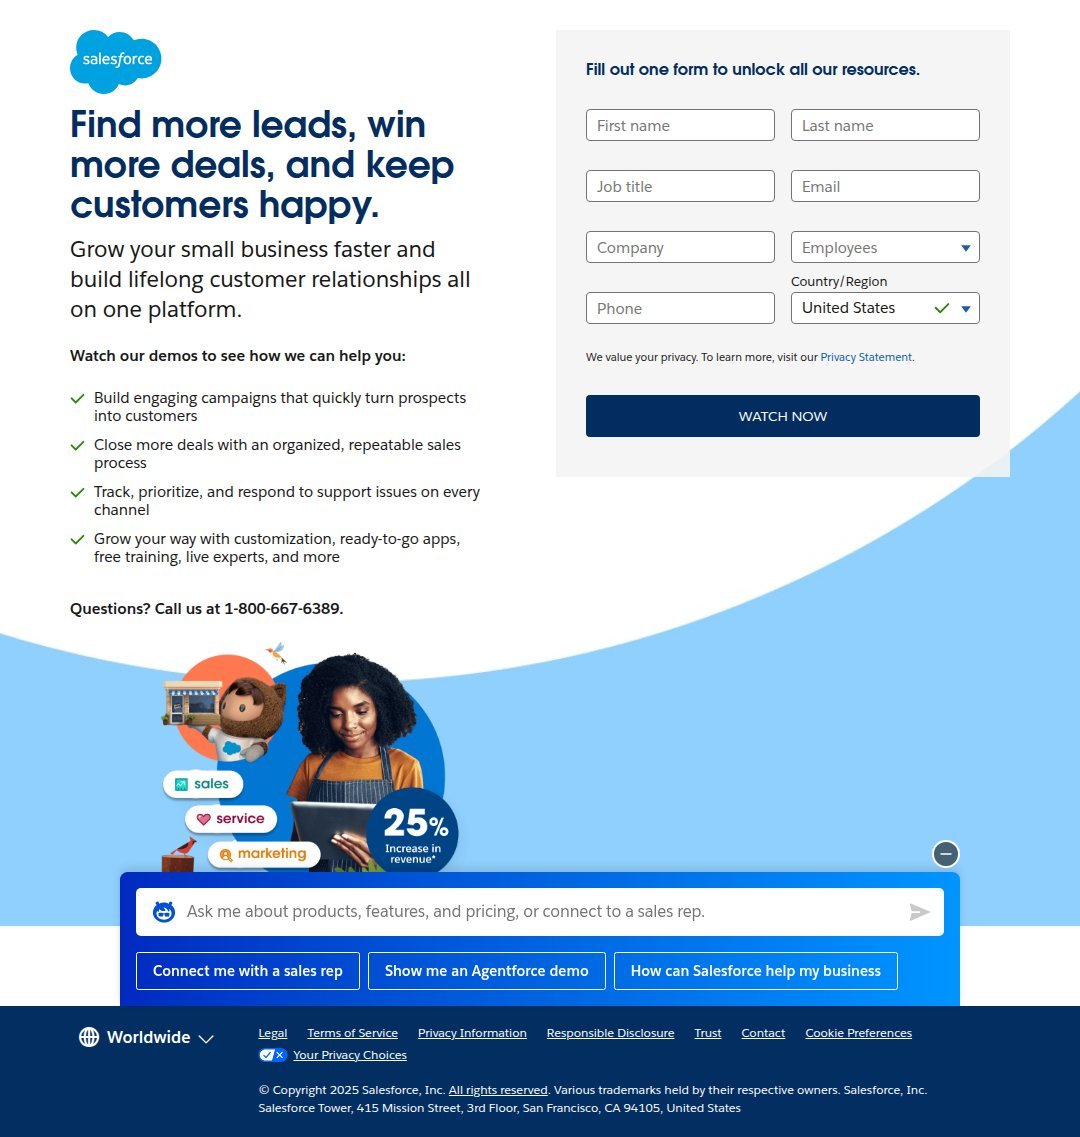 salesforce
Find more leads, win
more deals, and keep
customers happy.
Grow your small business faster and
build lifelong customer relationships all
on one platform.
Watch our demos to see how we can help you:
Build engaging campaigns that quickly turn prospects
into customers
Close more deals with an organized, repeatable sales
process
Track, prioritize, and respond to support issues on every
channel
Grow your way with customization, ready-to-go apps,
free training, live experts, and more
Questions? Call us at 1-800-667-6389.
Fill out one form to unlock all our resources.
First name
Last name
Job title
Email
Company
Employees
Country/Region
Phone
United States
We value your privacy. To learn more, visit our Privacy Statement.
WATCH NOW
sales
service
marketing
25%
Increase in
revenue*
Ask me about products, features, and pricing, or connect to a sales rep.
Connect me with a sales rep
Show me an Agentforce demo
How can Salesforce help my business
Worldwide
Legal
Terms of Service
Privacy Information
Responsible Disclosure
Trust
Contact
Cookie Preferences
Your Privacy Choices
© Copyright 2025 Salesforce, Inc. All rights reserved. Various trademarks held by their respective owners. Salesforce, Inc.
Salesforce Tower, 415 Mission Street, 3rd Floor, San Francisco, CA 94105, United States